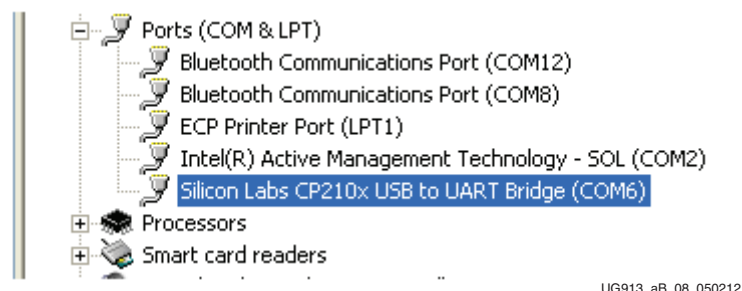 Ports (COM & LPT)
Bluetooth Communications Port (COM12)
Bluetooth Communications Port (COM8)
ECP Printer Port (LPT1)
Intel(R) Active Management Technology - SOL (COM2)
Silicon Labs CP210x USB to UART Bridge (COM6)
Processors
Smart card readers
UG913_aB_08_050212